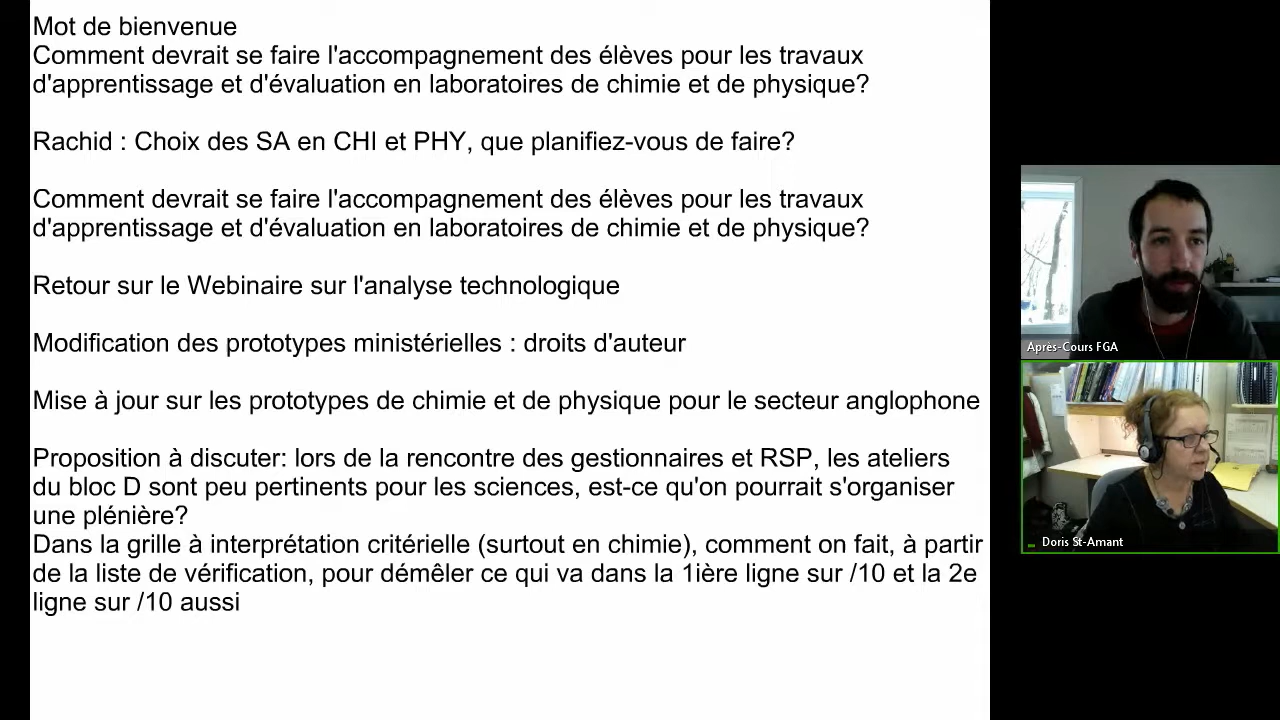 Mot de bienvenue
Comment devrait se faire l'accompagnement des élèves pour les travaux
d'apprentissage et d'évaluation en laboratoires de chimie et de physique?
Rachid : Choix des SA en CHI et PHY, que planifiez-vous de faire?
Comment devrait se faire l'accompagnement des élèves pour les travaux
d'apprentissage et d'évaluation en laboratoires de chimie et de physique?
Retour sur le Webinaire sur l'analyse technologique
Modification des prototypes ministérielles : droits d'auteur
Mise à jour sur les prototypes de chimie et de physique pour le secteur anglophone
Proposition à discuter: lors de la rencontre des gestionnaires et RSP, les ateliers
du bloc D sont peu pertinents pour les sciences, est-ce qu'on pourrait s'organiser
une plénière?
Dans la grille à interprétation critérielle (surtout en chimie), comment on fait, à partir
de la liste de vérification, pour démêler ce qui va dans la 1ière ligne sur /10 et la 2e
ligne sur /10 aussi
Après-Cours FGA
Doris St-Amant